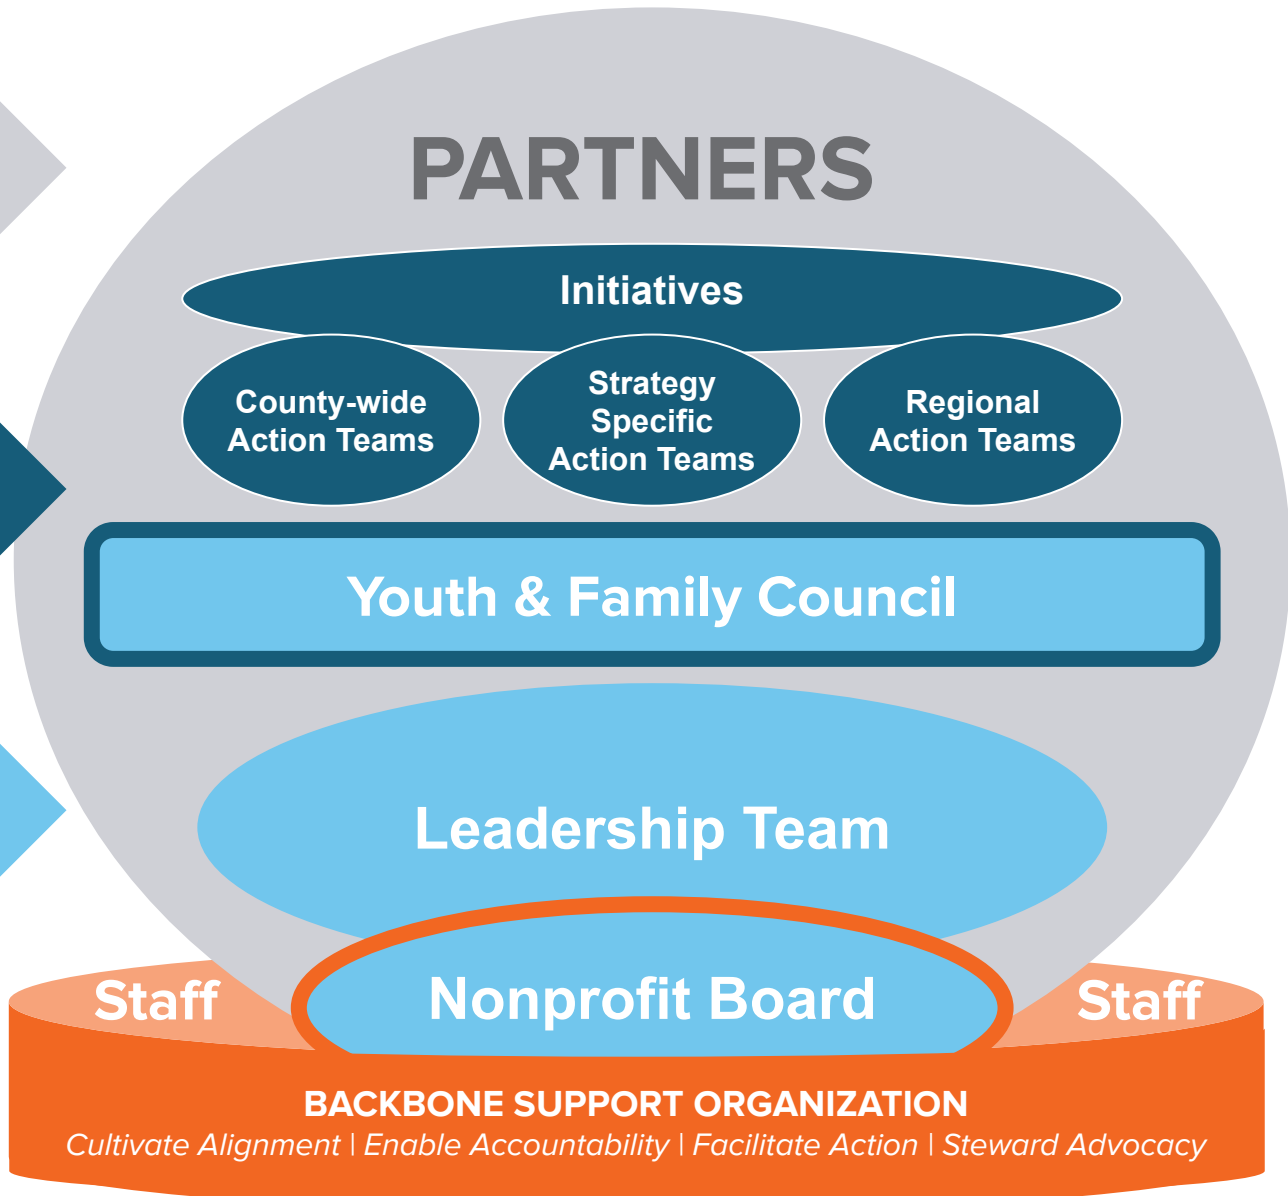 PARTNERS
Initiatives
County-wide
Action Teams
Strategy
Specific
Action Teams
Regional
Action Teams
Youth & Family Council
Leadership Team
Nonprofit Board
Staff
Staff
BACKBONE SUPPORT ORGANIZATION
Cultivate Alignment | Enable Accountability | Facilitate Action | Steward Advocacy